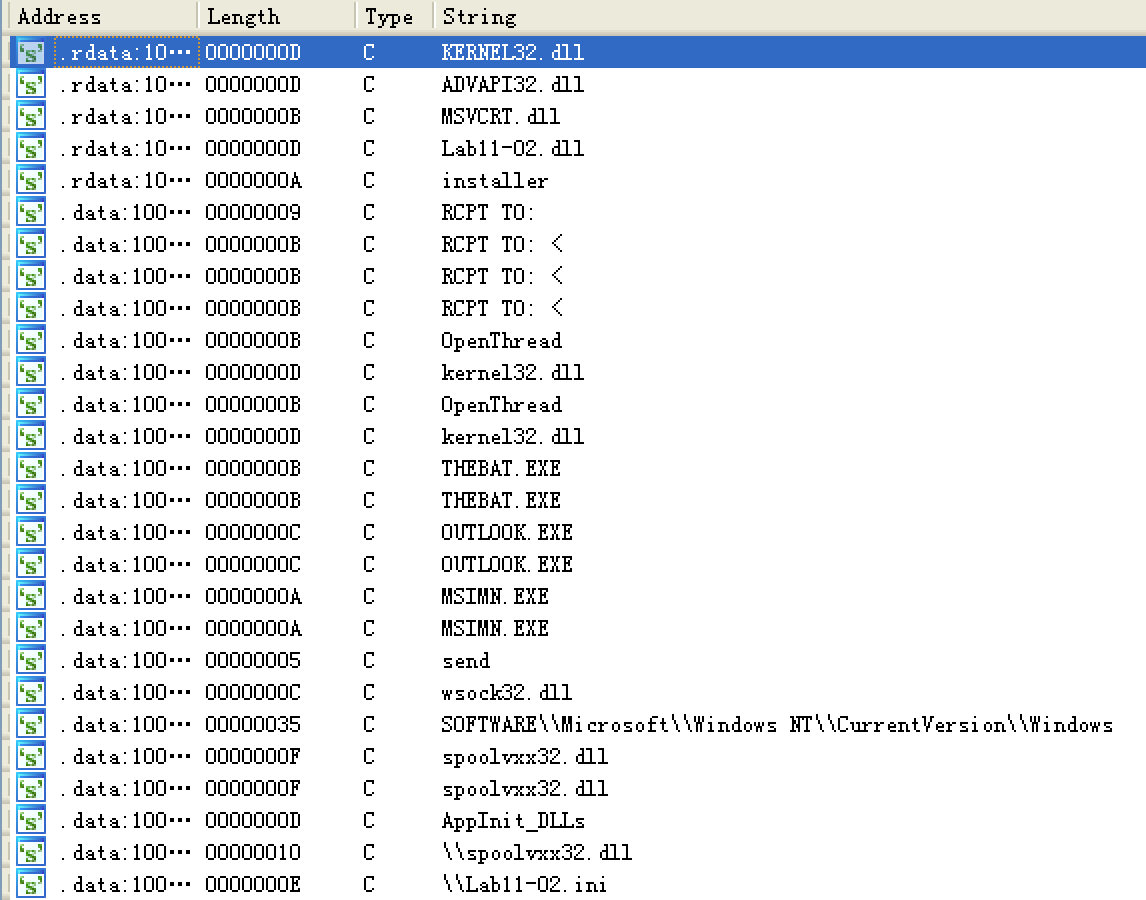 Address Length Type String
's' .rdata:10… 0000000D C KERNEL32.dll
's' .rdata:10… 0000000D C ADVAPI32.dll
's' .rdata:10… 0000000B C MSVCRT.dll
's' .rdata:10… 0000000D C Lab11-02.dll
's' .rdata:10… 0000000A C installer
's' .data:100… 00000009 C RCPT TO:
's' .data:100… 0000000B C RCPT TO: <
's' .data:100… 0000000B C RCPT TO: <
's' .data:100… 0000000B C RCPT TO: <
's' .data:100… 0000000B C OpenThread
's' .data:100… 0000000D C kernel32.dll
's' .data:100… 0000000B C OpenThread
's' .data:100… 0000000D C kernel32.dll
's' .data:100… 0000000B C THEBAT.EXE
's' .data:100… 0000000B C THEBAT.EXE
's' .data:100… 0000000C C OUTLOOK.EXE
's' .data:100… 0000000C C OUTLOOK.EXE
's' .data:100… 0000000A C MSIMN.EXE
's' .data:100… 0000000A C MSIMN.EXE
's' .data:100… 00000005 C send
's' .data:100… 0000000C C wsock32.dll
's' .data:100… 00000035 C SOFTWARE\\Microsoft\\Windows NT\\CurrentVersion\\Windows
's' .data:100… 0000000F C spoolvxx32.dll
's' .data:100… 0000000F C spoolvxx32.dll
's' .data:100… 0000000D C AppInit_DLLs
's' .data:100… 00000010 C \\spoolvxx32.dll
's' .data:100… 0000000E C \\Lab11-02.ini